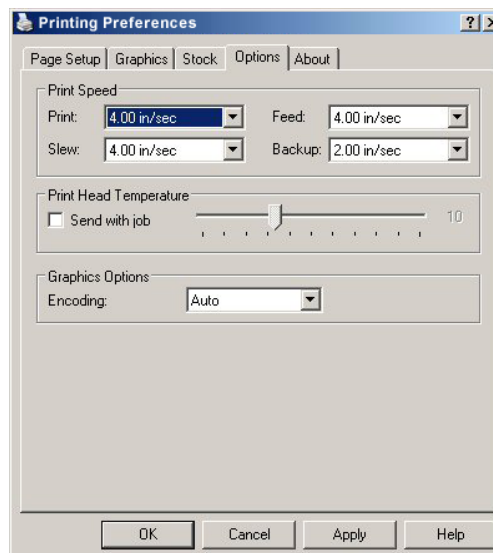 Printing Preferences
Page Setup Graphics Stock Options About
Print Speed
Print: 4.00 in/sec Feed: 4.00 in/sec
Slew: 4.00 in/sec Backup: 2.00 in/sec
Print Head Temperature
Send with job 10
Graphics Options
Encoding: Auto
OK Cancel Apply Help